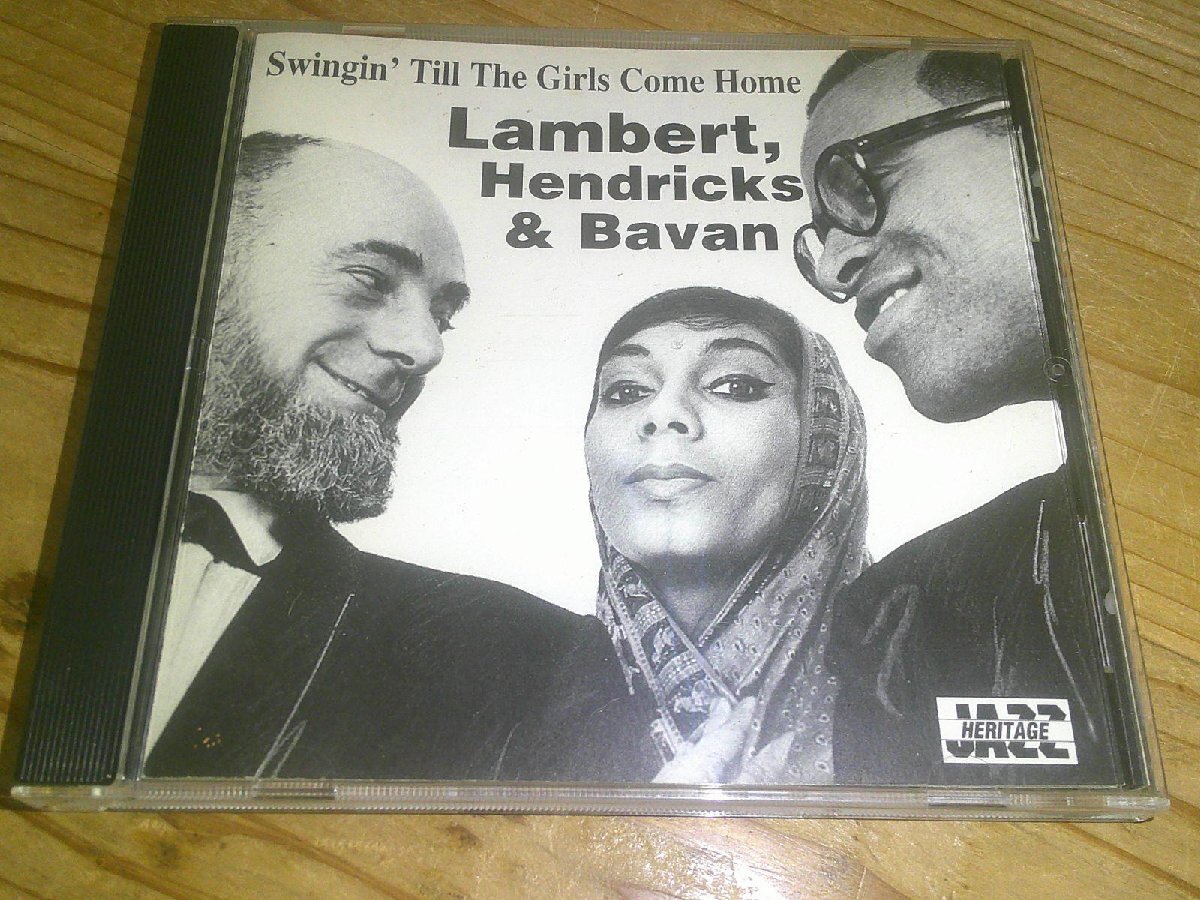 Swingin' Till The Girls Come Home
Lambert,
Hendricks
& Bavan
JAZZ
HERITAGE